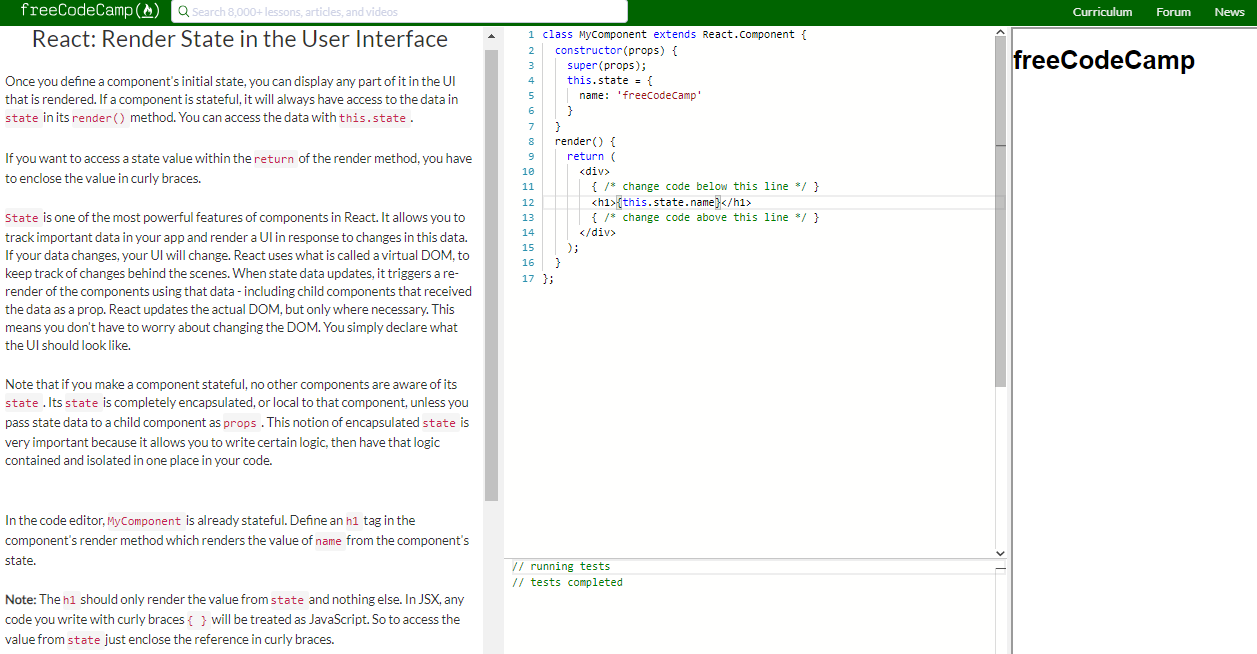 freeCodeCamp
Search 8,000+ lessons, articles, and videos
Curriculum Forum News
React: Render State in the User Interface
Once you define a component's initial state, you can display any part of it in the UI
that is rendered. If a component is stateful, it will always have access to the data in
state in its render() method. You can access the data with this.state .
If you want to access a state value within the return of the render method, you have
to enclose the value in curly braces.
State is one of the most powerful features of components in React. It allows you to
track important data in your app and render a UI in response to changes in this data.
If your data changes, your UI will change. React uses what is called a virtual DOM, to
keep track of changes behind the scenes. When state data updates, it triggers a re-
render of the components using that data - including child components that received
the data as a prop. React updates the actual DOM, but only where necessary. This
means you don't have to worry about changing the DOM. You simply declare what
the UI should look like.
Note that if you make a component stateful, no other components are aware of its
state . Its state is completely encapsulated, or local to that component, unless you
pass state data to a child component as props . This notion of encapsulated state is
very important because it allows you to write certain logic, then have that logic
contained and isolated in one place in your code.
In the code editor, MyComponent is already stateful. Define an h1 tag in the
component's render method which renders the value of name from the component's
state.
Note: The h1 should only render the value from state and nothing else. In JSX, any
code you write with curly braces { } will be treated as JavaScript. So to access the
value from state just enclose the reference in curly braces.
1 class MyComponent extends React.Component {
2 constructor(props) {
3 super(props);
4 this.state = {
5 name: 'freeCodeCamp'
6 }
7 }
8 render() {
9 return (
10 <div>
11 { /* change code below this line */ }
12 <h1>{this.state.name}</h1>
13 { /* change code above this line */ }
14 </div>
15 );
16 }
17 };
// running tests
// tests completed
freeCodeCamp